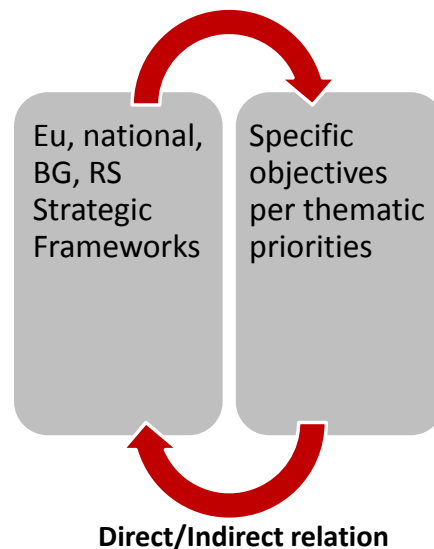 Eu, national,
BG, RS
Strategic
Frameworks
Specific
objectives
per thematic
priorities
Direct/Indirect relation